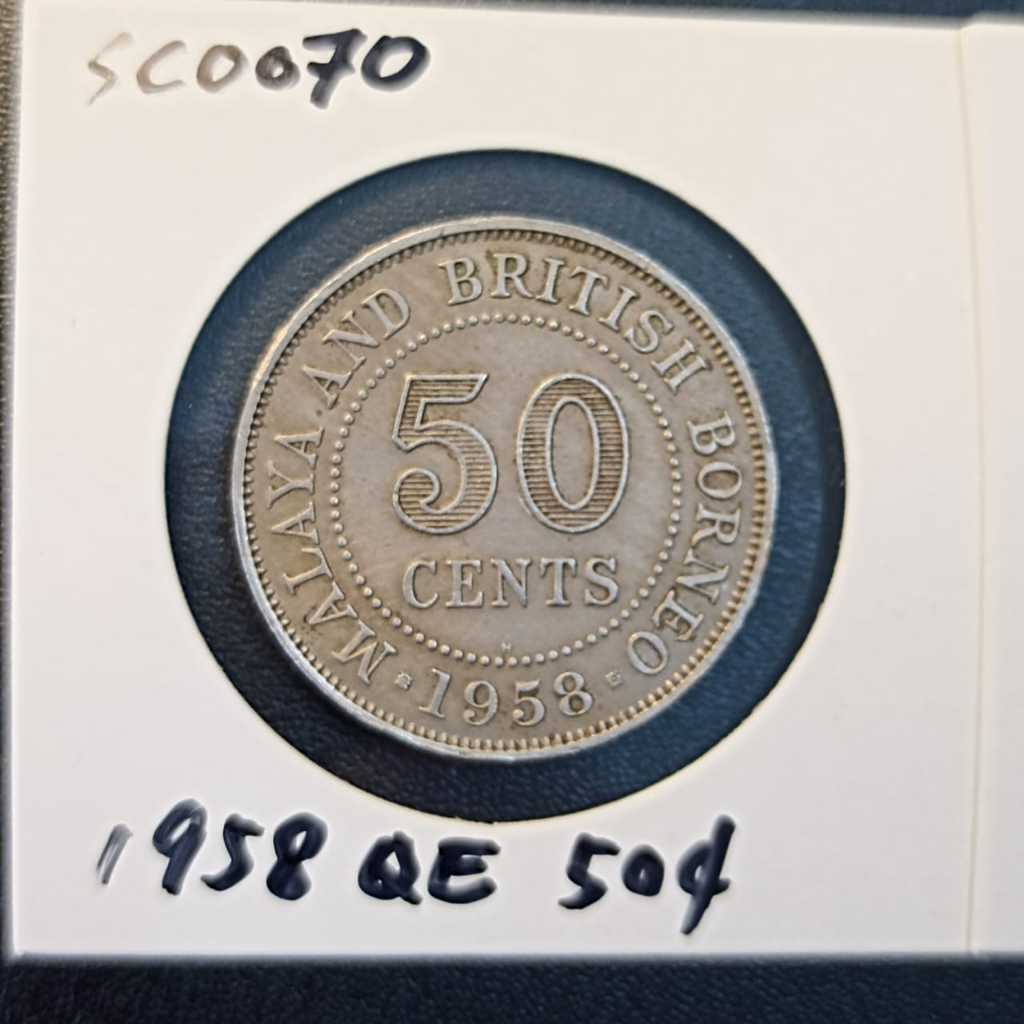 SC0070
MALAYA AND BRITISH BORNEO
50
CENTS
H
1958
1958 QE 50¢